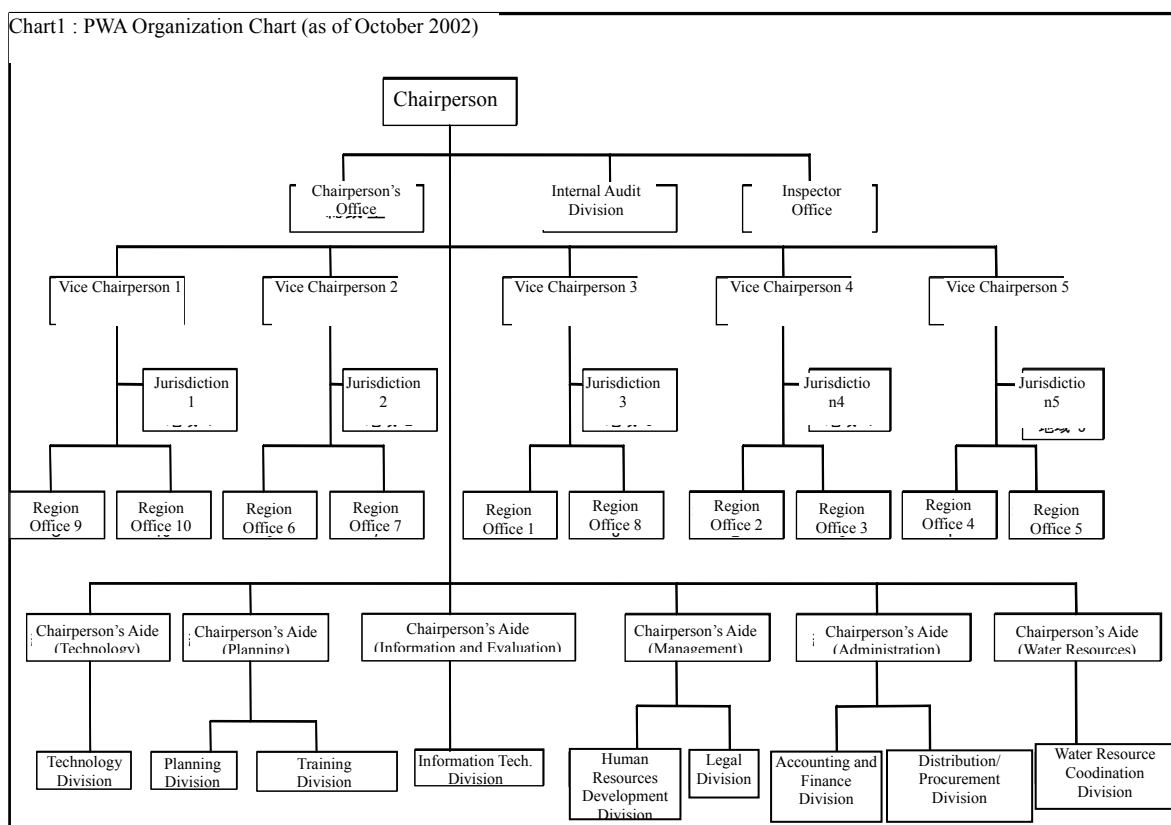 Chart1 : PWA Organization Chart (as of October 2002)
Chairperson
Chairperson's
Office
Internal Audit
Division
Inspector
Office
Vice Chairperson 1
Vice Chairperson 2
Vice Chairperson 3
Vice Chairperson 4
Vice Chairperson 5
Jurisdiction
1
Jurisdiction
2
Jurisdiction
3
Jurisdictio
n4
Jurisdictio
n5
Region
Office 9
Region
Office 10
Region
Office 6
Region
Office 7
Region
Office 1
Region
Office 8
Region
Office 2
Region
Office 3
Region
Office 4
Region
Office 5
Chairperson's Aide
(Technology)
Chairperson's Aide
(Planning)
Chairperson's Aide
(Information and Evaluation)
Chairperson's Aide
(Management)
Chairperson's Aide
(Administration)
Chairperson's Aide
(Water Resources)
Technology
Division
Planning
Division
Training
Division
Information Tech.
Division
Human
Resources
Development
Division
Legal
Division
Accounting and
Finance
Division
Distribution/
Procurement
Division
Water Resource
Coodination
Division